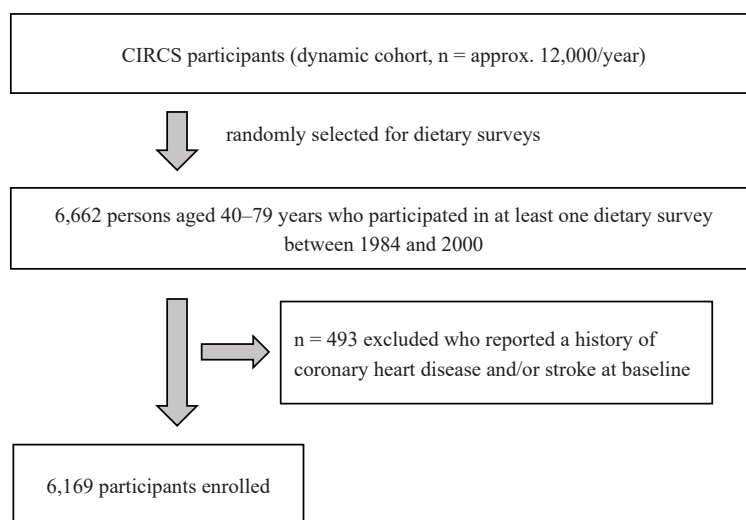 CIRCS participants (dynamic cohort, n = approx. 12,000/year)
randomly selected for dietary surveys
6,662 persons aged 40–79 years who participated in at least one dietary survey
between 1984 and 2000
n = 493 excluded who reported a history of
coronary heart disease and/or stroke at baseline
6,169 participants enrolled